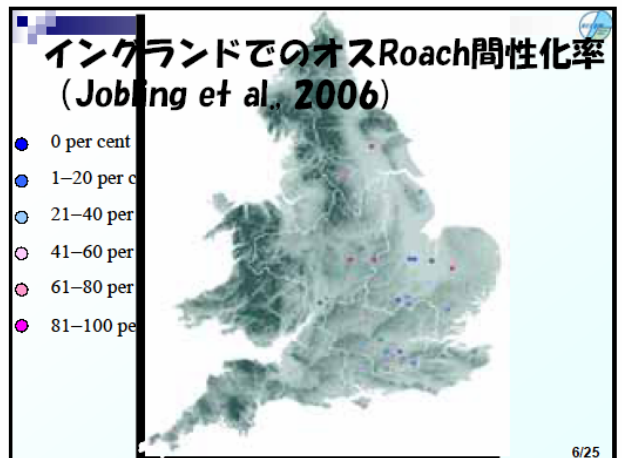 イングランドでのオスRoach間性化率
(Jobling et al., 2006)
0 per cent
1–20 per c
21–40 per
41–60 per
61–80 per
81–100 pe
6/25